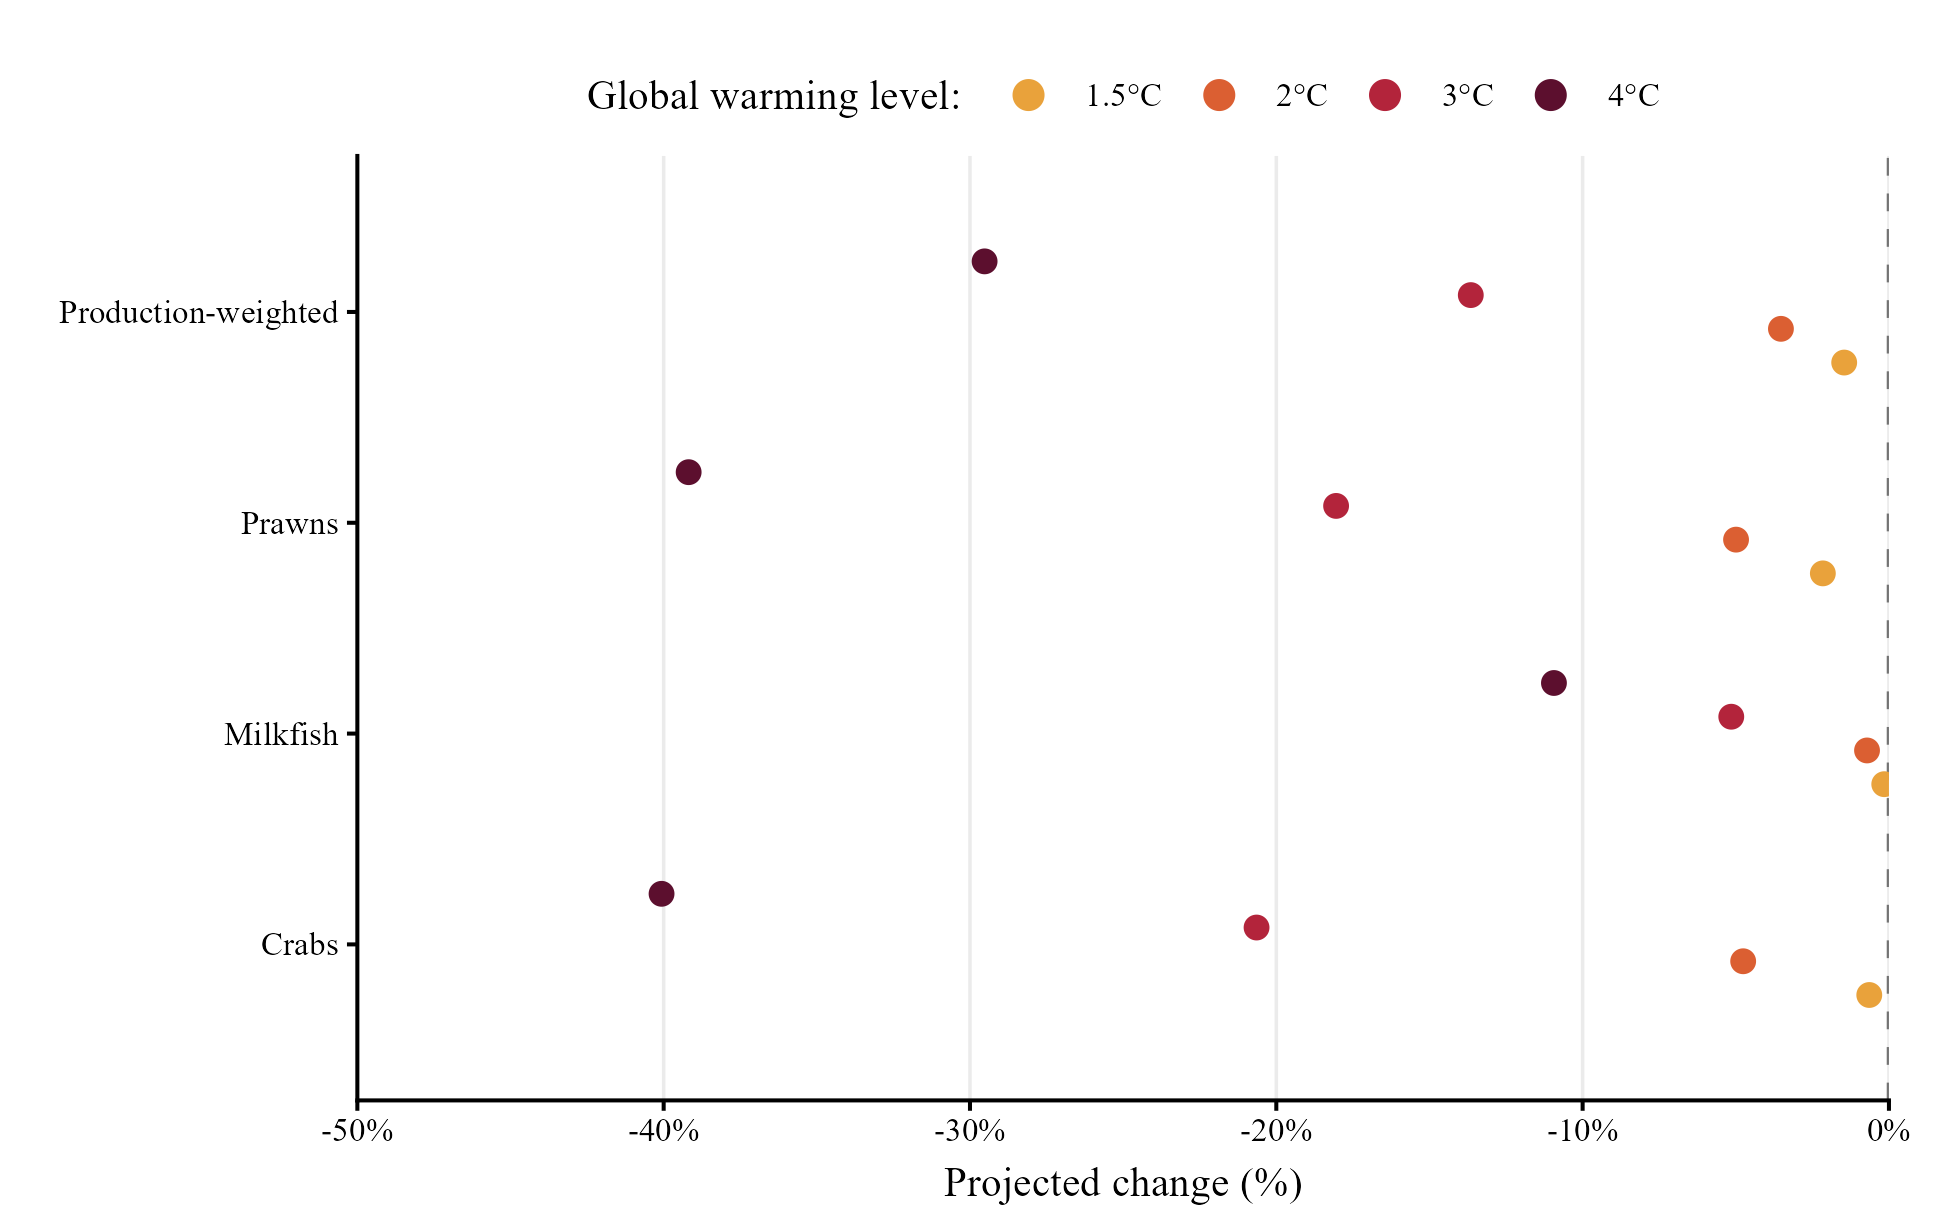 Global warming level: 1.5°C 2°C 3°C 4°C
Production-weighted
Prawns
Milkfish
Crabs
-50% -40% -30% -20% -10% 0%
Projected change (%)